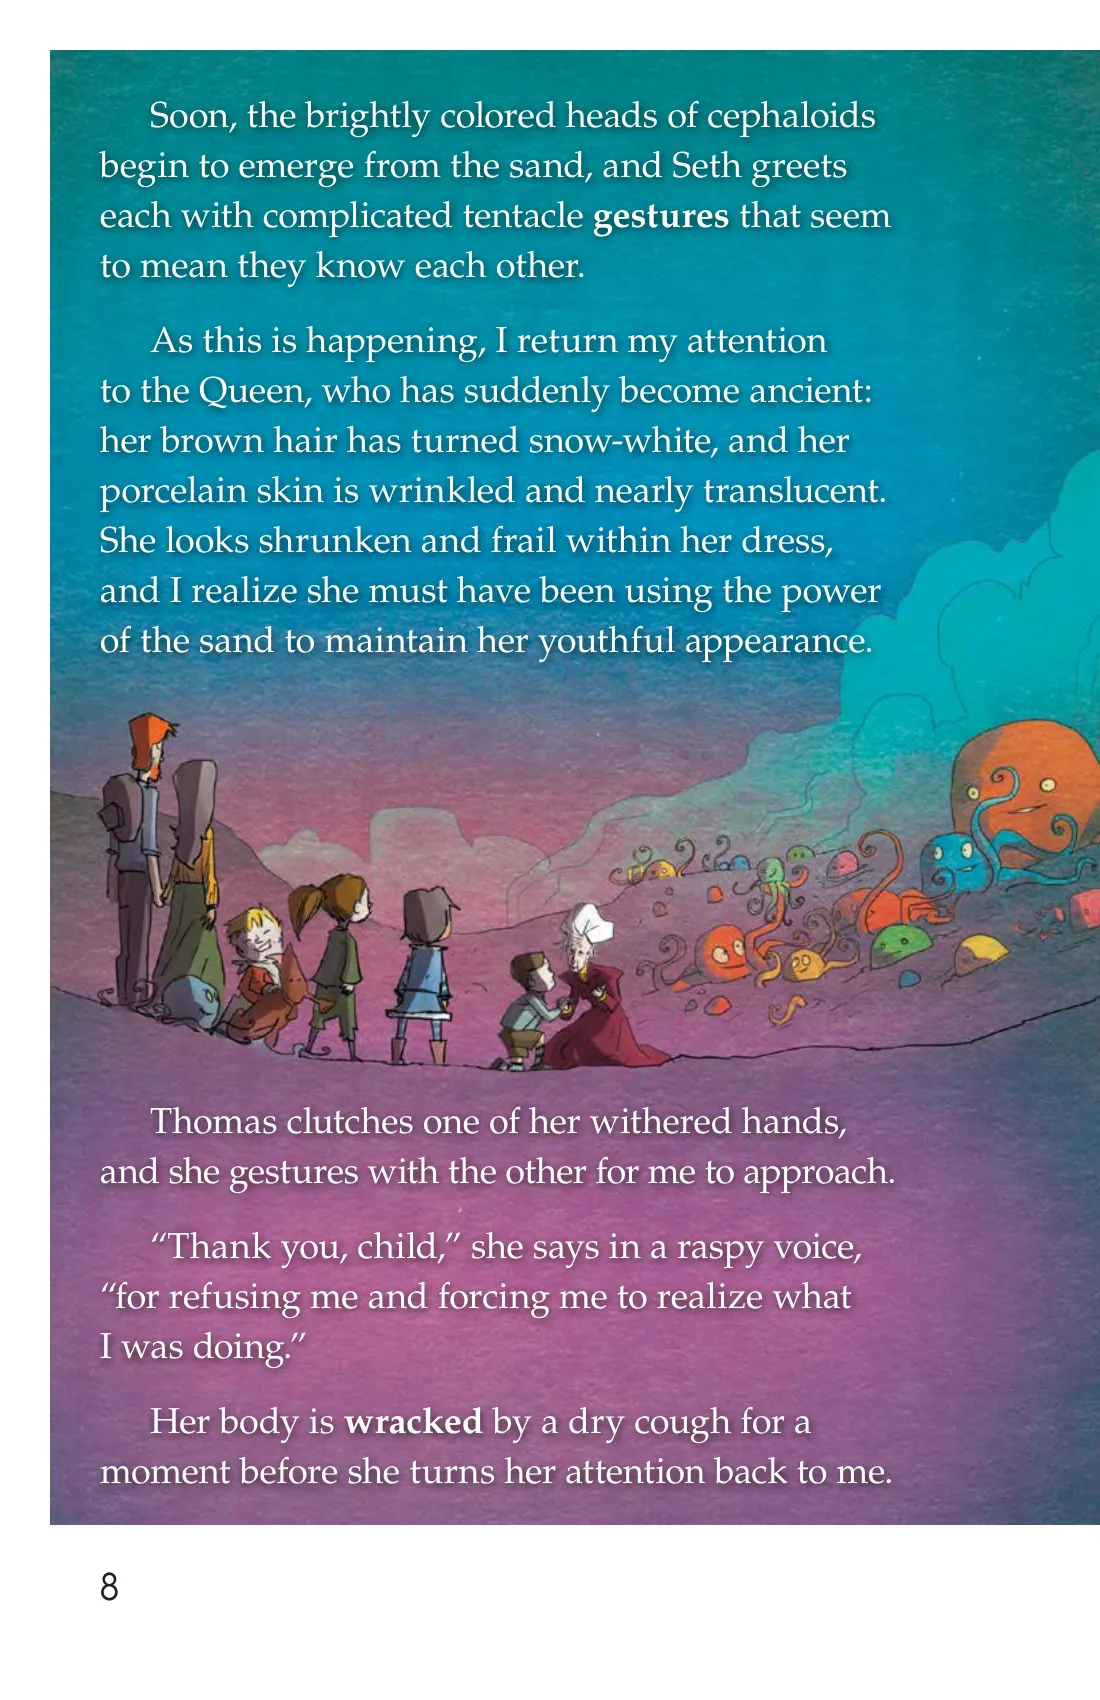 Soon, the brightly colored heads of cephaloids
begin to emerge from the sand, and Seth greets
each with complicated tentacle gestures that seem
to mean they know each other.
As this is happening, I return my attention
to the Queen, who has suddenly become ancient:
her brown hair has turned snow-white, and her
porcelain skin is wrinkled and nearly translucent.
She looks shrunken and frail within her dress,
and I realize she must have been using the power
of the sand to maintain her youthful appearance.
Thomas clutches one of her withered hands,
and she gestures with the other for me to approach.
“Thank you, child,” she says in a raspy voice,
“for refusing me and forcing me to realize what
I was doing.”
Her body is wracked by a dry cough for a
moment before she turns her attention back to me.
8